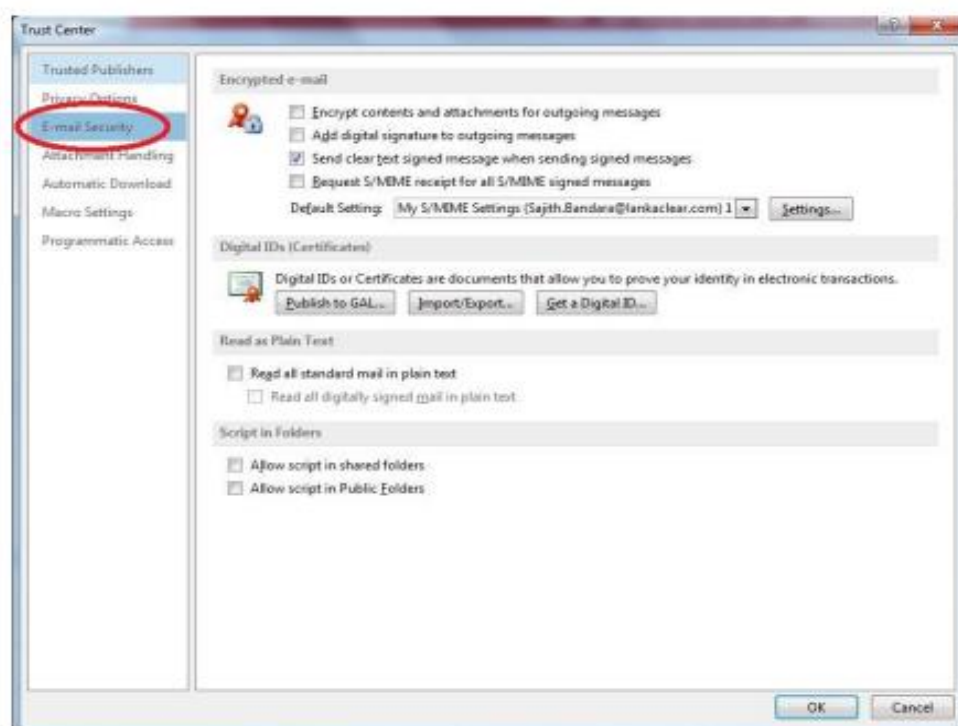 Trust Center
Trusted Publishers
Privacy Options
E-mail Security
Attachment Handling
Automatic Download
Macro Settings
Programmatic Access
Encrypted e-mail
Encrypt contents and attachments for outgoing messages
Add digital signature to outgoing messages
Send clear text signed message when sending signed messages
Request S/MIME receipt for all S/MIME signed messages
Default Setting: My S/MIME Settings (Sajith.Bandara@lankaclear.com) 1 Settings...
Digital IDs (Certificates)
Digital IDs or Certificates are documents that allow you to prove your identity in electronic transactions.
Publish to GAL... Import/Export... Get a Digital ID...
Read as Plain Text
Read all standard mail in plain text
Read all digitally signed mail in plain text
Script in Folders
Allow script in shared folders
Allow script in Public Folders
OK Cancel